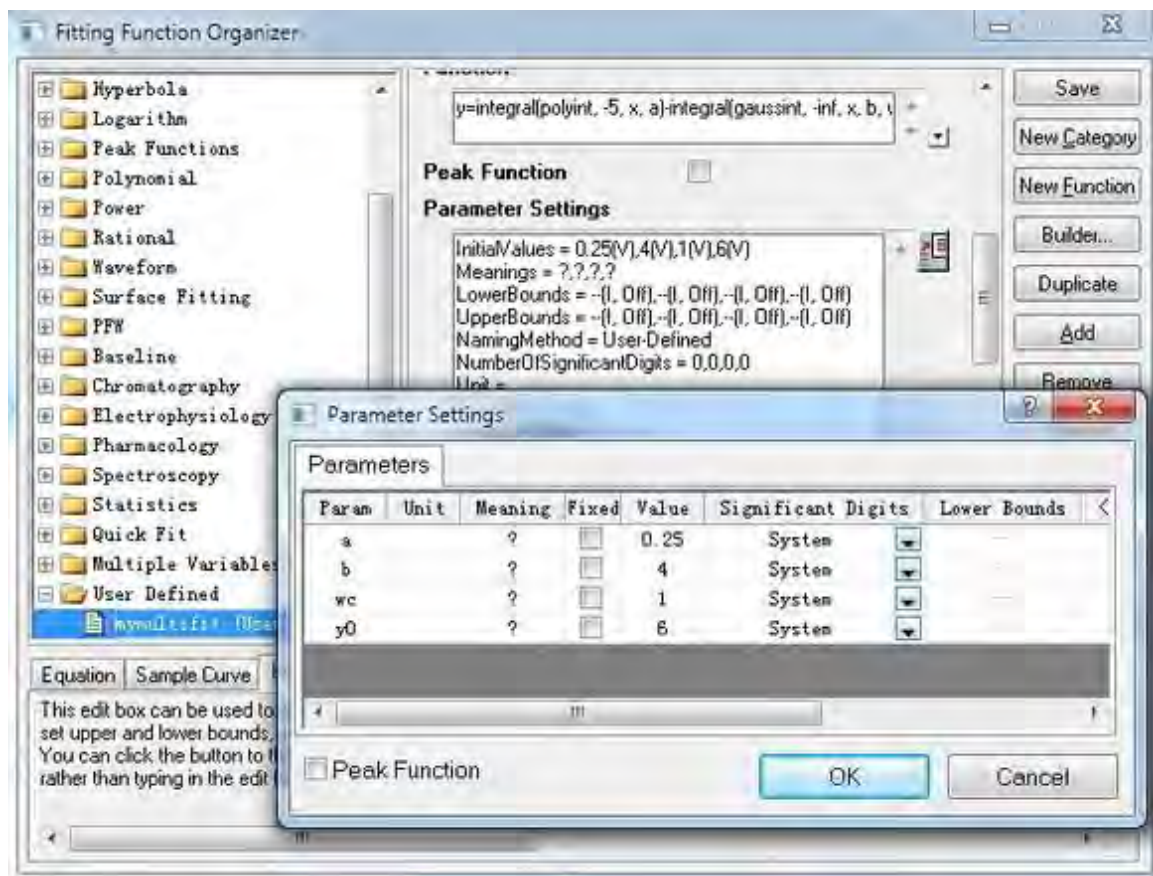 Fitting Function Organizer
Hyperbola
Logarithm
Peak Functions
Polynomial
Power
Rational
Waveform
Surface Fitting
PFW
Baseline
Chromatography
Electrophysiology
Pharmacology
Spectroscopy
Statistics
Quick Fit
Multiple Variables
User Defined
mymultifit (User
y=integral(polyint, -5, x, a)-integral(gaussint, -inf, x, b,
Peak Function
Parameter Settings
InitialValues = 0.25(V),4(V),1(V),6(V)
Meanings = ?,?,?,?
LowerBounds = --(I, Off),--(I, Off),--(I, Off),--(I, Off)
UpperBounds = --(I, Off),--(I, Off),--(I, Off),--(I, Off)
NamingMethod = User-Defined
NumberOfSignificantDigits = 0,0,0,0
Unit =
Save
New Category
New Function
Builder...
Duplicate
Add
Remove
Equation Sample Curve
This edit box can be used to
set upper and lower bounds,
You can click the button to
rather than typing in the edit
Parameter Settings
Parameters
Param Unit Meaning Fixed Value Significant Digits Lower Bounds
a ? 0.25 System --
b ? 4 System --
wc ? 1 System --
y0 ? 6 System --
Peak Function
OK
Cancel